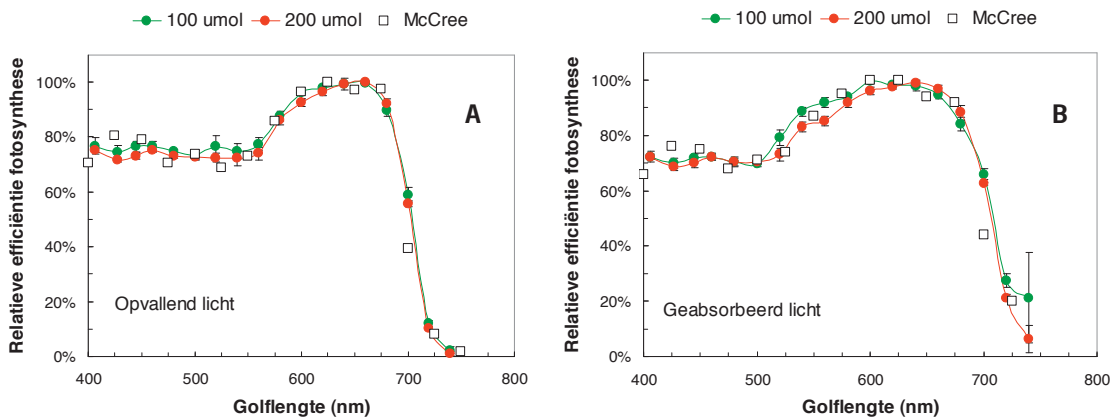 100 umol 200 umol McCree
Relatieve efficiëntie fotosynthese
100%
80%
60%
40%
20%
0%
A
Opvallend licht
400 500 600 700 800
Golflengte (nm)
100 umol 200 umol McCree
Relatieve efficiëntie fotosynthese
100%
80%
60%
40%
20%
0%
B
Geabsorbeerd licht
400 500 600 700 800
Golflengte (nm)